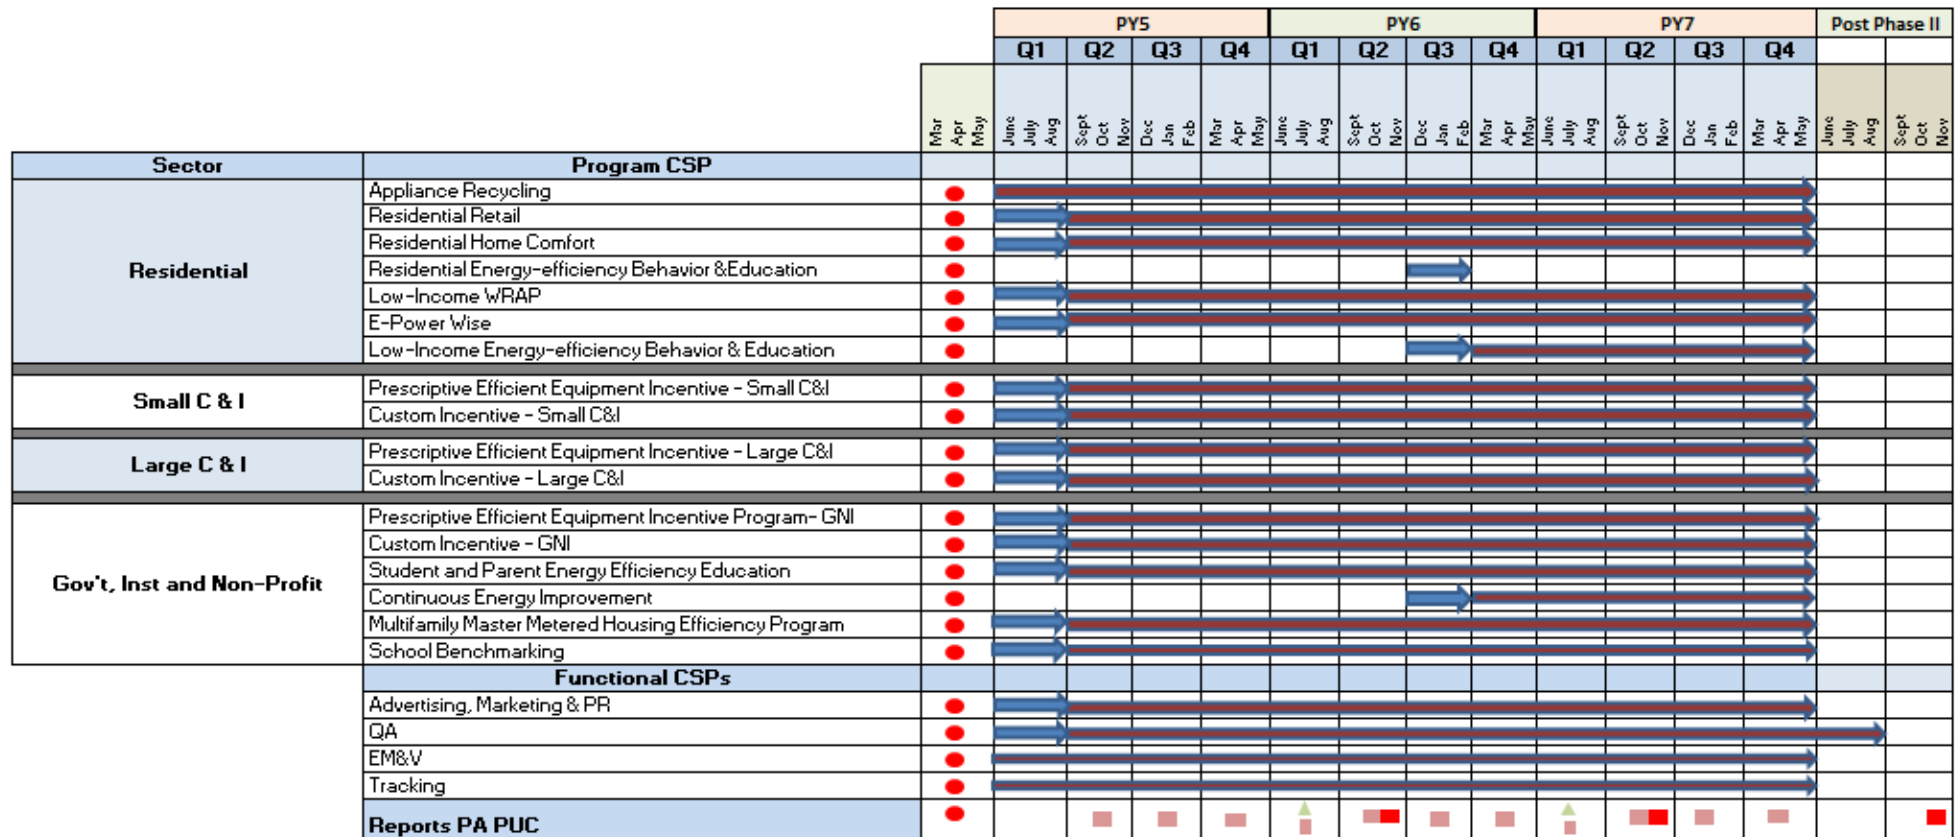 PY5 PY6 PY7 Post Phase II
Q1 Q2 Q3 Q4 Q1 Q2 Q3 Q4 Q1 Q2 Q3 Q4
Mar Apr May June July Aug Sept Oct Nov Dec Jan Feb Mar Apr May June July Aug Sept Oct Nov Dec Jan Feb Mar Apr May June July Aug Sept Oct Nov Dec Jan Feb Mar Apr May June July Aug Sept Oct Nov
Sector Program CSP
Residential
Appliance Recycling
Residential Retail
Residential Home Comfort
Residential Energy-efficiency Behavior &Education
Low-Income WRAP
E-Power Wise
Low-Income Energy-efficiency Behavior & Education
Small C & I
Prescriptive Efficient Equipment Incentive - Small C&I
Custom Incentive - Small C&I
Large C & I
Prescriptive Efficient Equipment Incentive - Large C&I
Custom Incentive - Large C&I
Gov't, Inst and Non-Profit
Prescriptive Efficient Equipment Incentive Program- GNI
Custom Incentive - GNI
Student and Parent Energy Efficiency Education
Continuous Energy Improvement
Multifamily Master Metered Housing Efficiency Program
School Benchmarking
Functional CSPs
Advertising, Marketing & PR
QA
EM&V
Tracking
Reports PA PUC